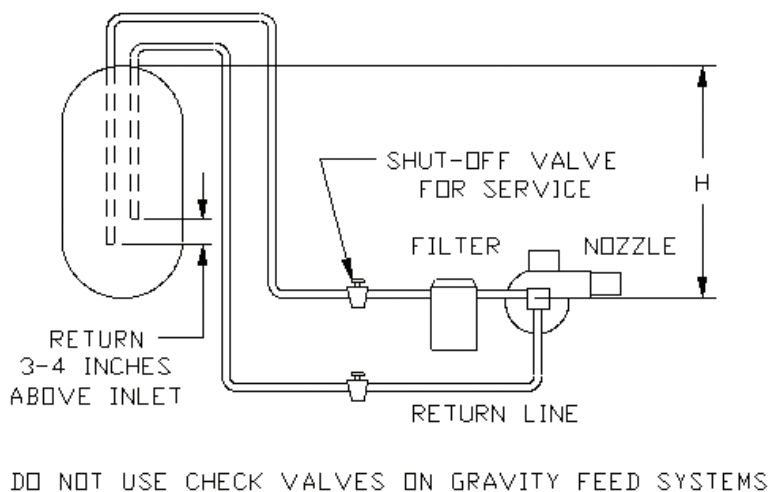 SHUT-OFF VALVE
FOR SERVICE
H
FILTER
NOZZLE
RETURN
3-4 INCHES
ABOVE INLET
RETURN LINE
DO NOT USE CHECK VALVES ON GRAVITY FEED SYSTEMS